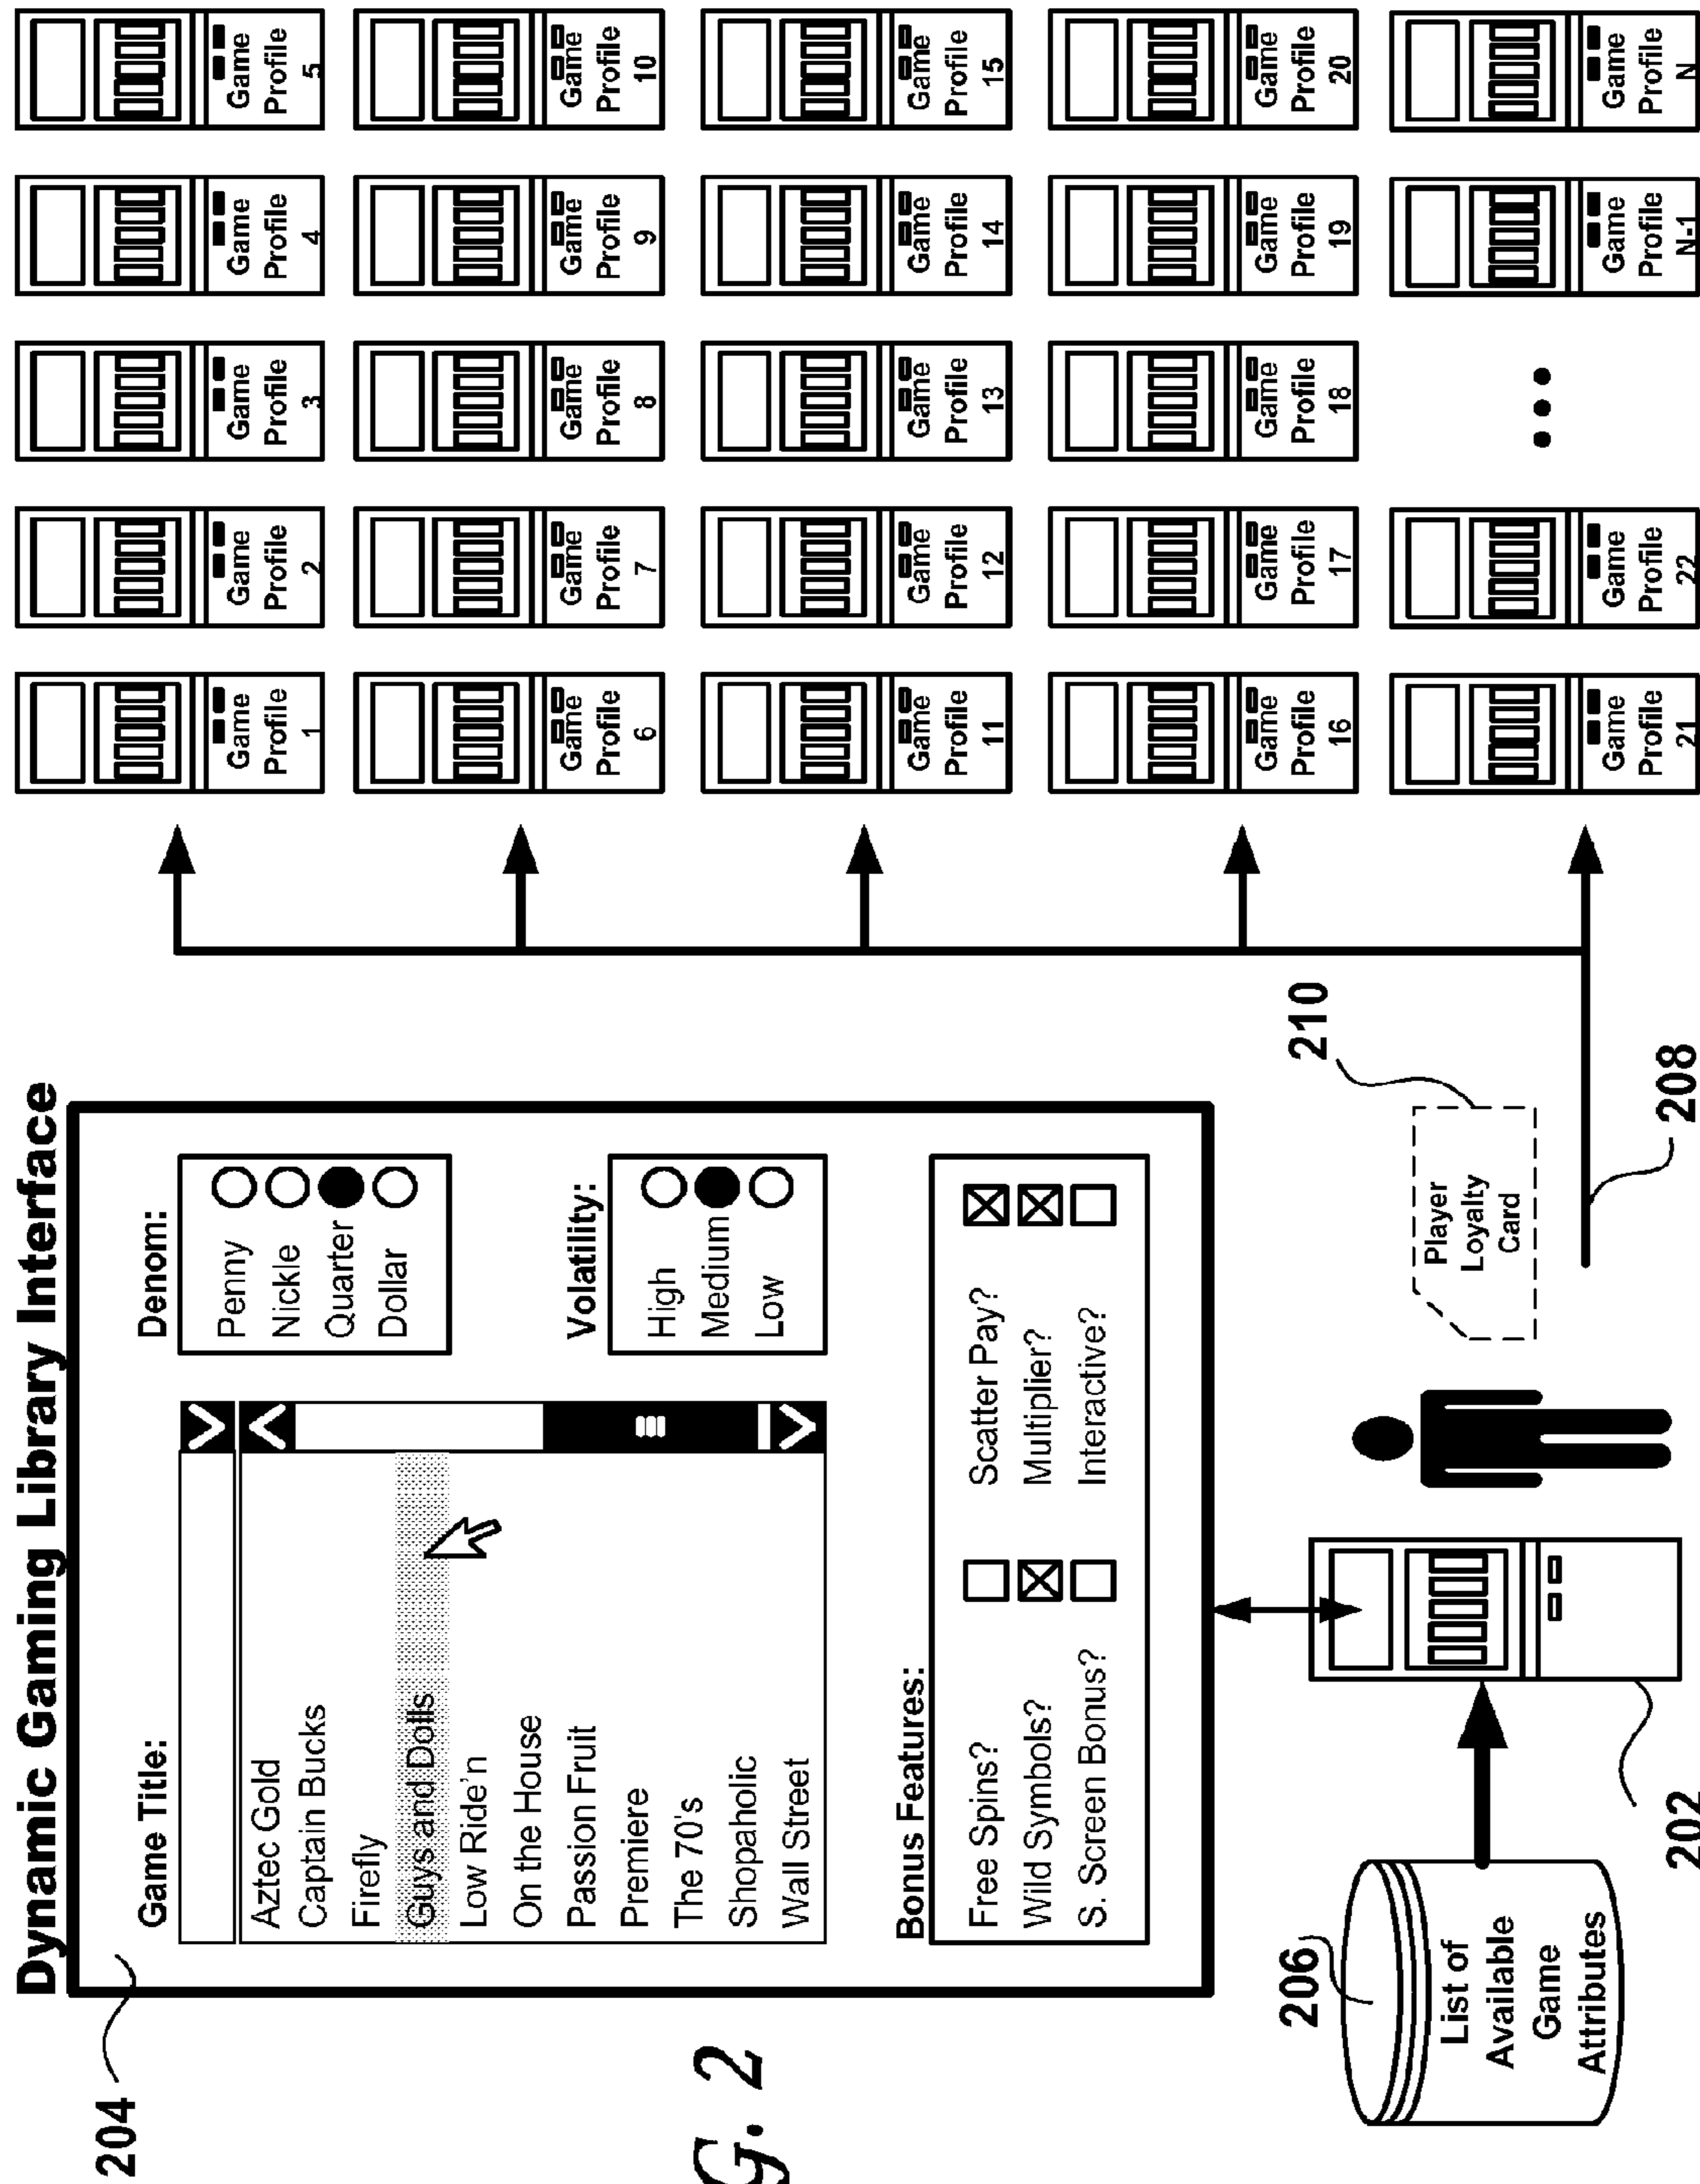 Dynamic Gaming Library Interface
204
Game Title:
Aztec Gold
Captain Bucks
Firefly
Guys and Dolls
Low Ride'n
On the House
Passion Fruit
Premiere
The 70's
Shopaholic
Wall Street
Denom:
Penny
Nickle
Quarter
Dollar
Volatility:
High
Medium
Low
Bonus Features:
Free Spins?
Scatter Pay?
Wild Symbols?
Multiplier?
S. Screen Bonus?
Interactive?
G. 2
206
List of
Available
Game
Attributes
202
Player
Loyalty
Card
210
208
Game
Profile
1
Game
Profile
2
Game
Profile
3
Game
Profile
4
Game
Profile
5
Game
Profile
6
Game
Profile
7
Game
Profile
8
Game
Profile
9
Game
Profile
10
Game
Profile
11
Game
Profile
12
Game
Profile
13
Game
Profile
14
Game
Profile
15
Game
Profile
16
Game
Profile
17
Game
Profile
18
Game
Profile
19
Game
Profile
20
Game
Profile
21
Game
Profile
22
•••
Game
Profile
N-1
Game
Profile
N